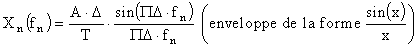 Xn(fn) = A·Δ/T · sin(ΠΔ·fn)/ΠΔ·fn (enveloppe de la forme sin(x)/x)